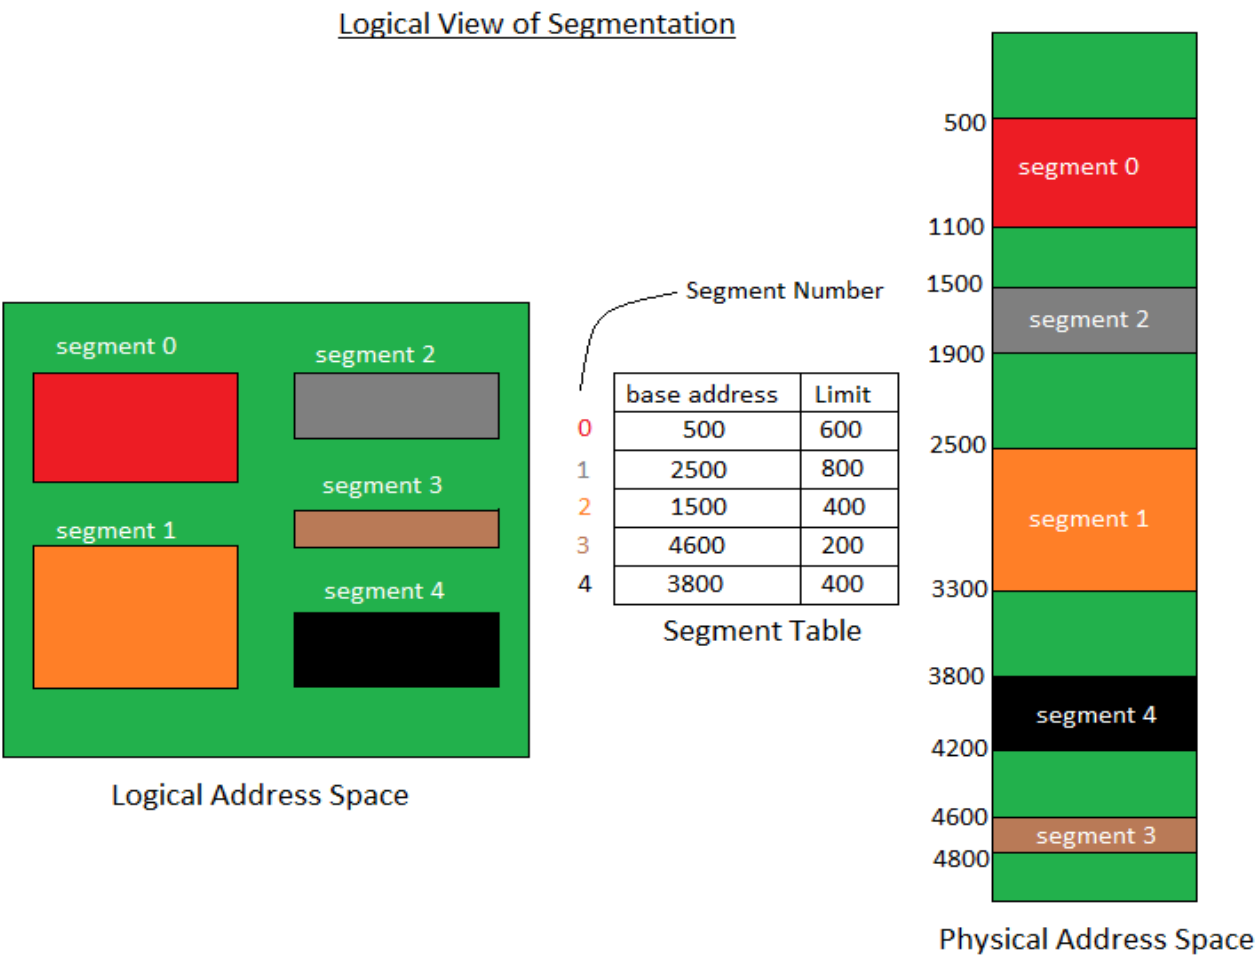 Logical View of Segmentation
segment 0
segment 2
segment 3
segment 1
segment 4
Logical Address Space
Segment Number
base address Limit
0 500 600
1 2500 800
2 1500 400
3 4600 200
4 3800 400
Segment Table
500
segment 0
1100
1500
segment 2
1900
2500
segment 1
3300
3800
segment 4
4200
4600
segment 3
4800
Physical Address Space